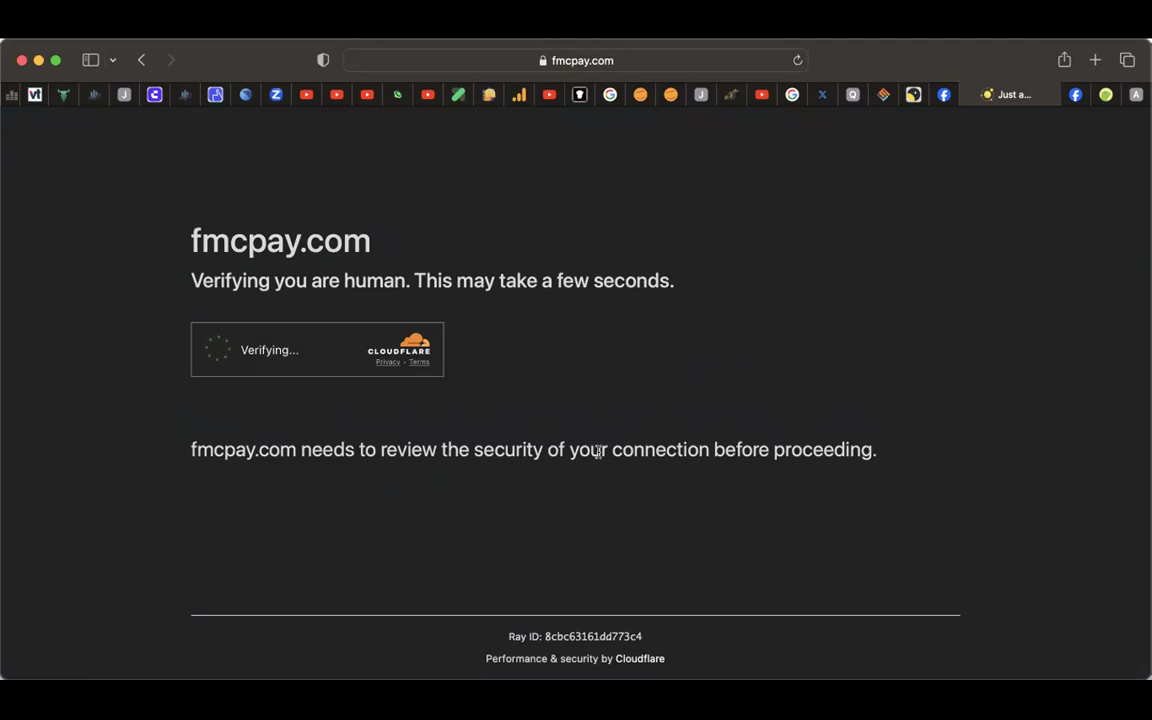 fmcpay.com
Just a...
fmcpay.com
Verifying you are human. This may take a few seconds.
Verifying...
CLOUDFLARE
Privacy • Terms
fmcpay.com needs to review the security of your connection before proceeding.
Ray ID: 8cbc63161dd773c4
Performance & security by Cloudflare